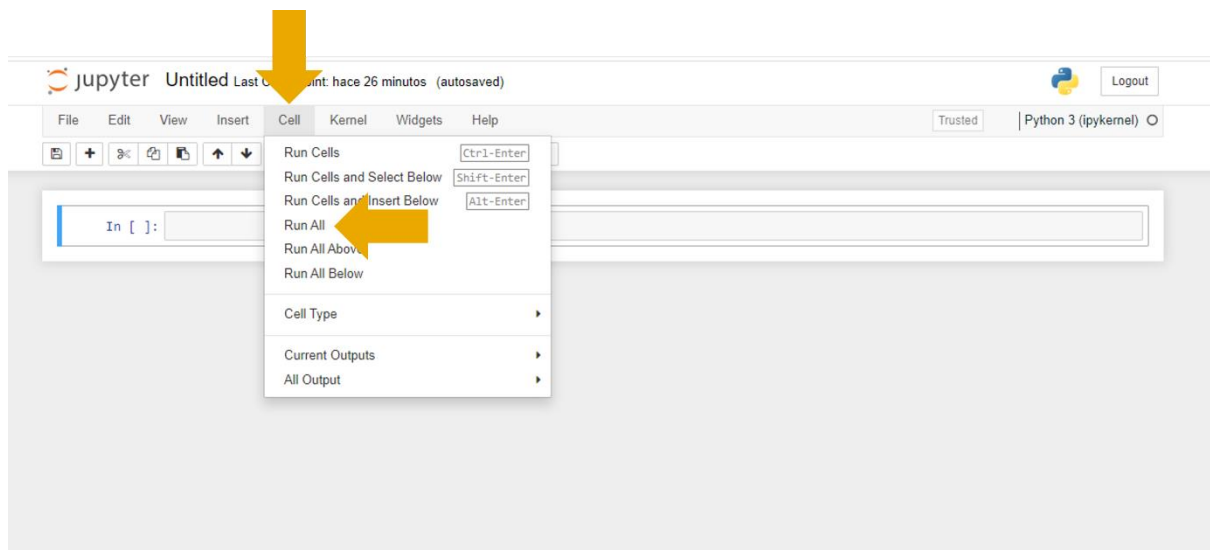 jupyter Untitled Last C int: hace 26 minutos (autosaved) Logout
File Edit View Insert Cell Kernel Widgets Help Trusted Python 3 (ipykernel)
Run Cells Ctrl-Enter
Run Cells and Select Below Shift-Enter
Run Cells and Insert Below Alt-Enter
In [ ]:
Run All
Run All Above
Run All Below
Cell Type
Current Outputs
All Output